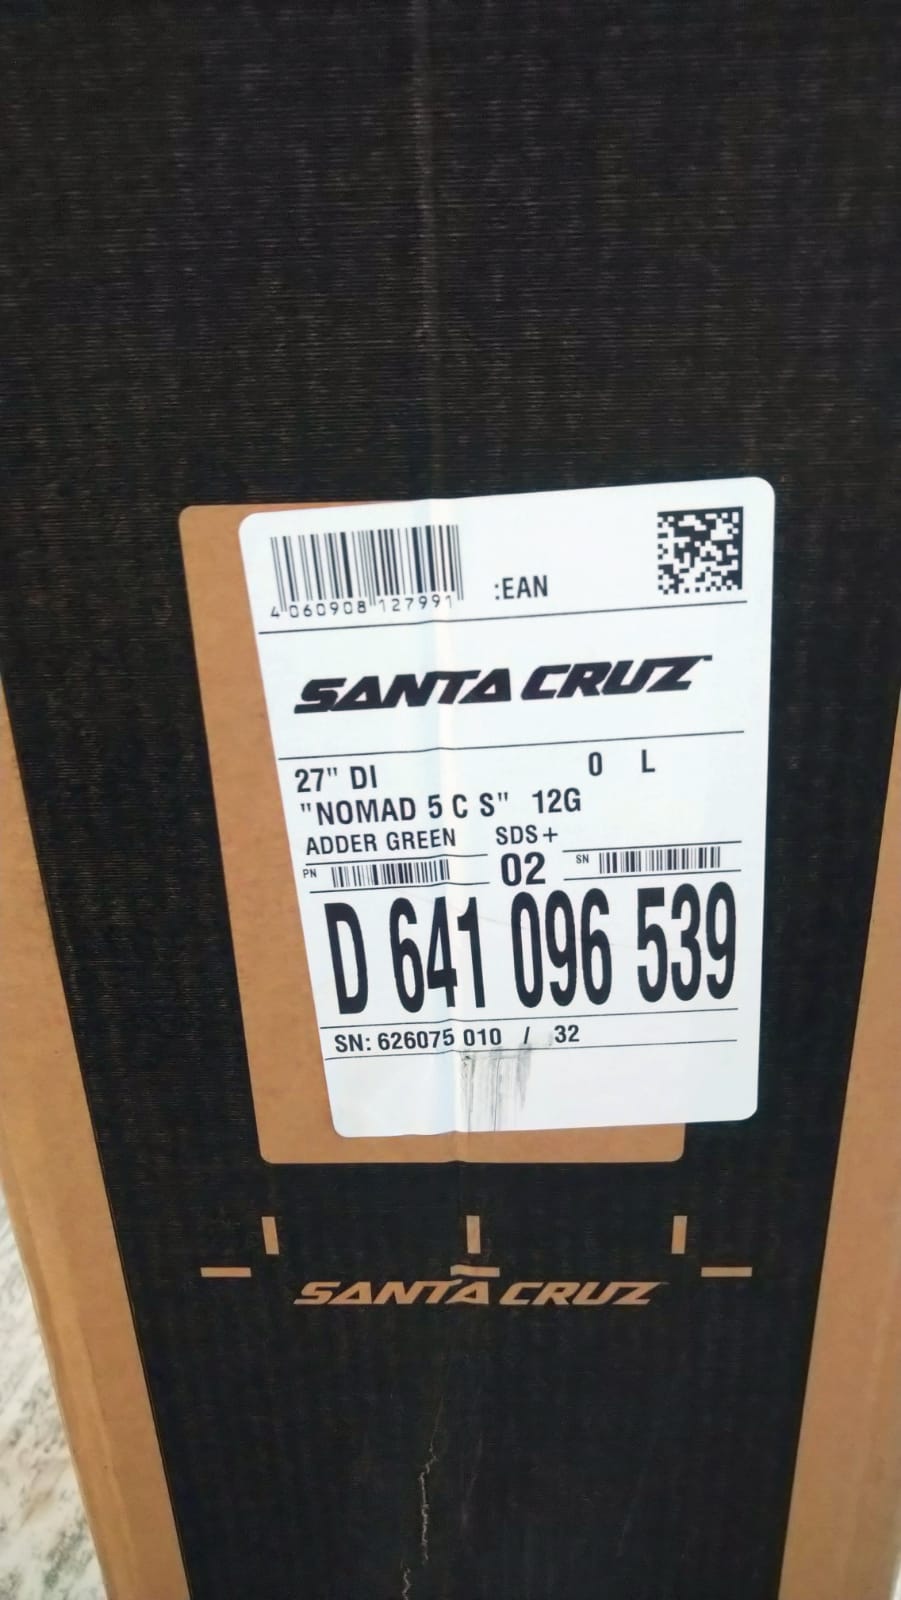 4 060908 127991
:EAN
SANTA CRUZ
27" DI 0 L
"NOMAD 5 C S" 12G
ADDER GREEN SDS+
PN 02 SN
D 641 096 539
SN: 626075 010 / 32
SANTA CRUZ